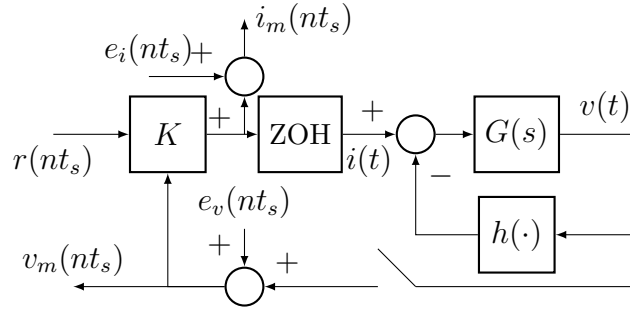 i_m(nt_s)
e_i(nt_s) +
+ K ZOH + G(s) v(t)
r(nt_s) i(t)
−
e_v(nt_s) h(·)
v_m(nt_s) + +